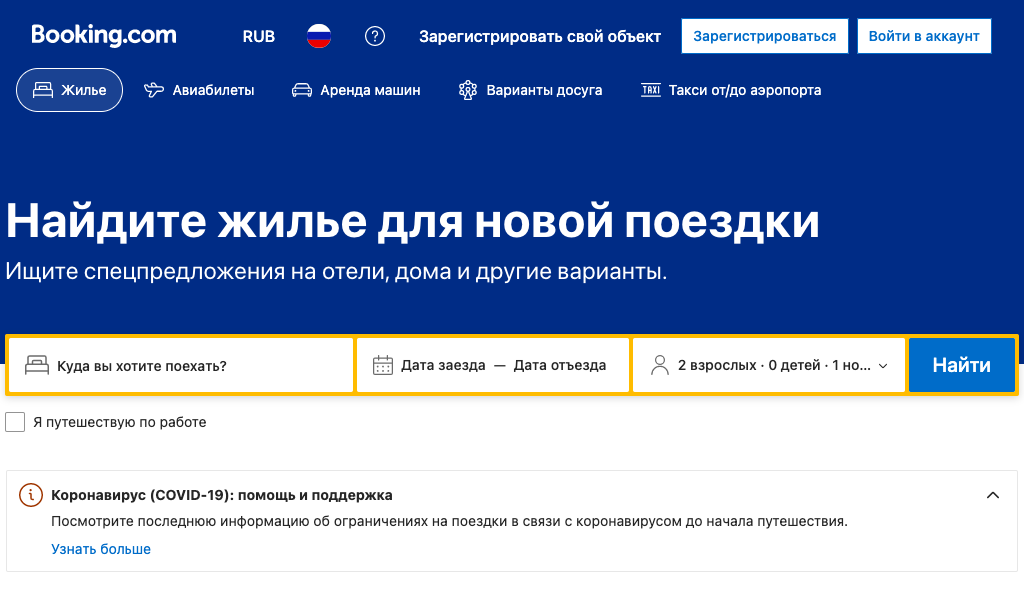 Booking.com
RUB
Зарегистрировать свой объект
Зарегистрироваться
Войти в аккаунт
Жилье
Авиабилеты
Аренда машин
Варианты досуга
TAXI
Такси от/до аэропорта
Найдите жилье для новой поездки
Ищите спецпредложения на отели, дома и другие варианты.
Куда вы хотите поехать?
Дата заезда — Дата отъезда
2 взрослых · 0 детей · 1 но...
Найти
Я путешествую по работе
Коронавирус (COVID-19): помощь и поддержка
Посмотрите последнюю информацию об ограничениях на поездки в связи с коронавирусом до начала путешествия.
Узнать больше